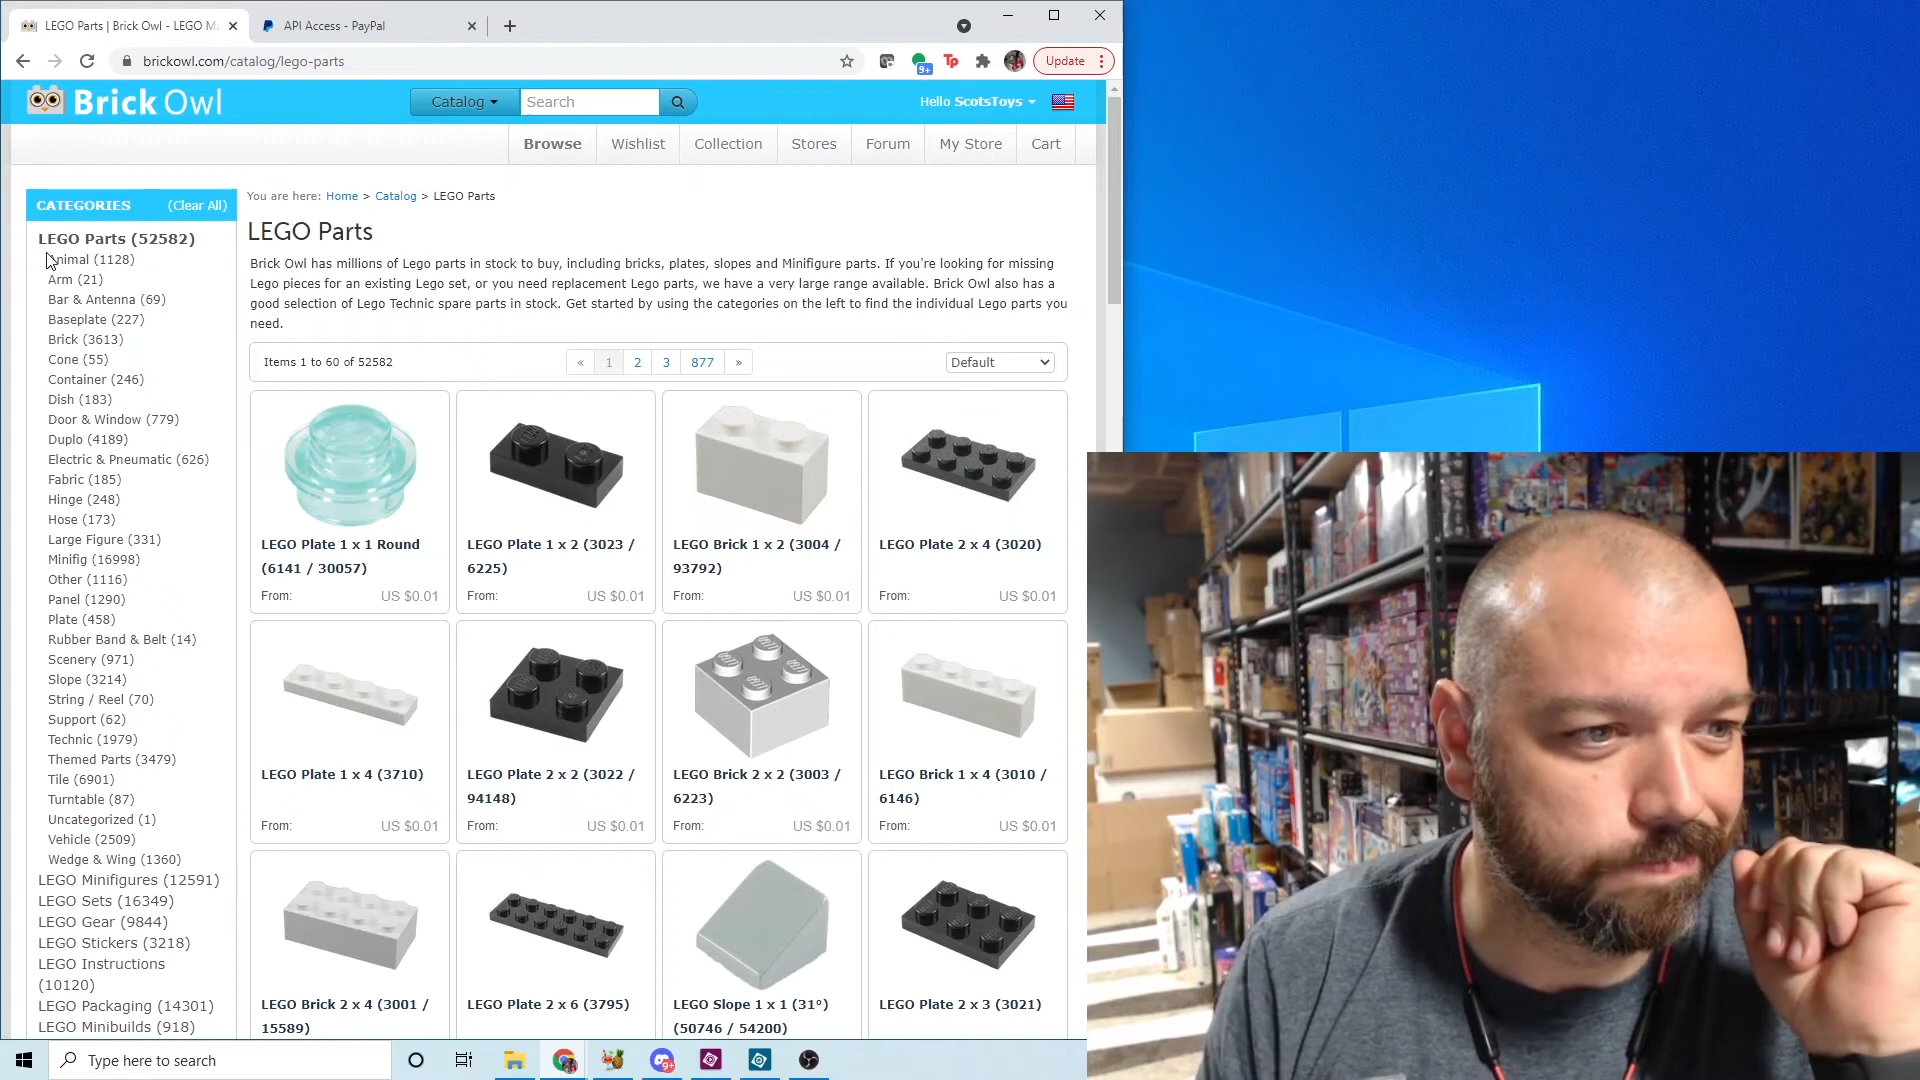 LEGO Parts | Brick Owl - LEGO Ma
API Access - PayPal
brickowl.com/catalog/lego-parts
9+
Tp
Update
Brick Owl
Catalog
Search
Hello ScotsToys
Browse
Wishlist
Collection
Stores
Forum
My Store
Cart
CATEGORIES (Clear All)
LEGO Parts (52582)
Animal (1128)
Arm (21)
Bar & Antenna (69)
Baseplate (227)
Brick (3613)
Cone (55)
Container (246)
Dish (183)
Door & Window (779)
Duplo (4189)
Electric & Pneumatic (626)
Fabric (185)
Hinge (248)
Hose (173)
Large Figure (331)
Minifig (16998)
Other (1116)
Panel (1290)
Plate (458)
Rubber Band & Belt (14)
Scenery (971)
Slope (3214)
String / Reel (70)
Support (62)
Technic (1979)
Themed Parts (3479)
Tile (6901)
Turntable (87)
Uncategorized (1)
Vehicle (2509)
Wedge & Wing (1360)
LEGO Minifigures (12591)
LEGO Sets (16349)
LEGO Gear (9844)
LEGO Stickers (3218)
LEGO Instructions
(10120)
LEGO Packaging (14301)
LEGO Minibuilds (918)
You are here: Home > Catalog > LEGO Parts
LEGO Parts
Brick Owl has millions of Lego parts in stock to buy, including bricks, plates, slopes and Minifigure parts. If you're looking for missing
Lego pieces for an existing Lego set, or you need replacement Lego parts, we have a very large range available. Brick Owl also has a
good selection of Lego Technic spare parts in stock. Get started by using the categories on the left to find the individual Lego parts you
need.
Items 1 to 60 of 52582
« 1 2 3 877 »
Default
LEGO Plate 1 x 1 Round
(6141 / 30057)
From: US $0.01
LEGO Plate 1 x 2 (3023 /
6225)
From: US $0.01
LEGO Brick 1 x 2 (3004 /
93792)
From: US $0.01
LEGO Plate 2 x 4 (3020)
From: US $0.01
LEGO Plate 1 x 4 (3710)
From: US $0.01
LEGO Plate 2 x 2 (3022 /
94148)
From: US $0.01
LEGO Brick 2 x 2 (3003 /
6223)
From: US $0.01
LEGO Brick 1 x 4 (3010 /
6146)
From: US $0.01
LEGO Brick 2 x 4 (3001 /
15589)
LEGO Plate 2 x 6 (3795)
LEGO Slope 1 x 1 (31°)
(50746 / 54200)
LEGO Plate 2 x 3 (3021)
Type here to search
9+